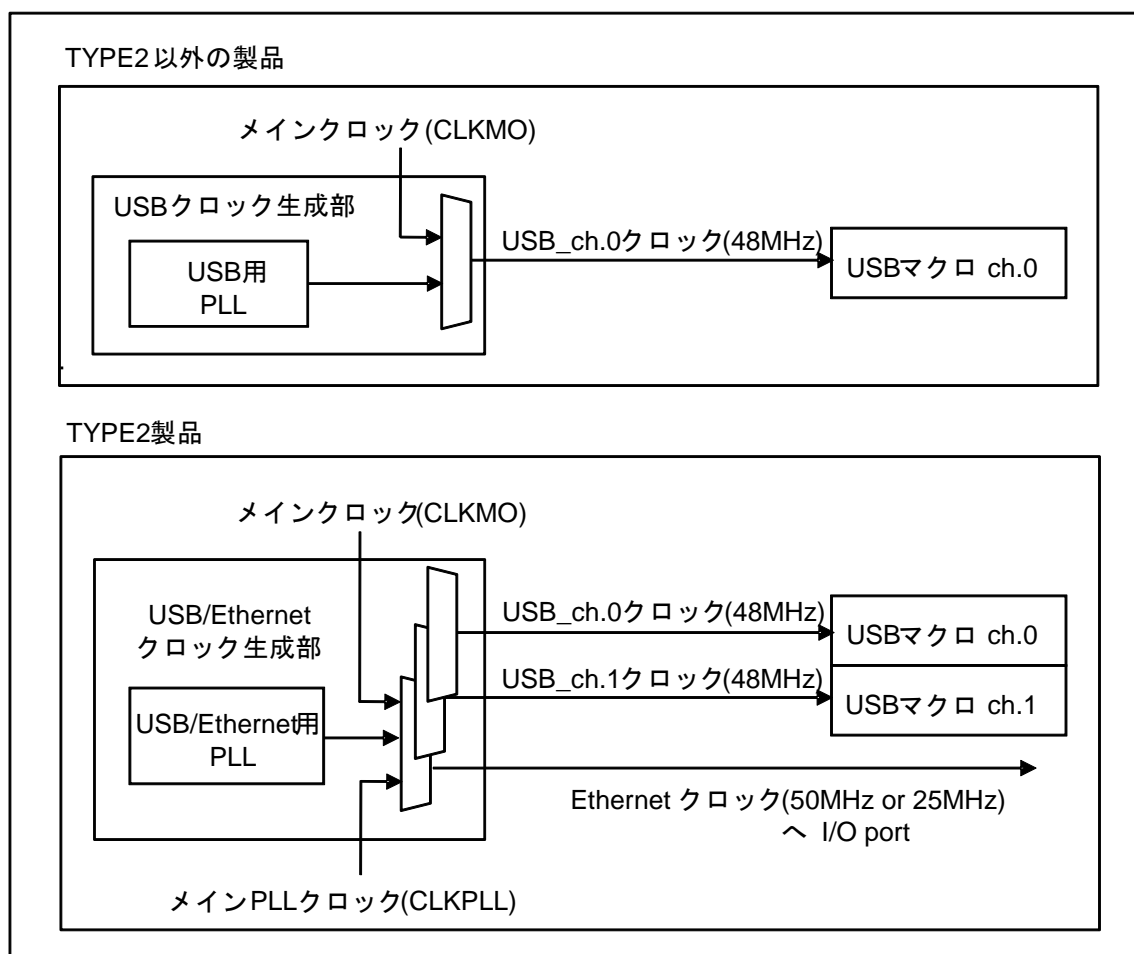 TYPE2以外の製品
メインクロック(CLKMO)
USBクロック生成部
USB用
PLL
USB_ch.0クロック(48MHz)
USBマクロ ch.0
TYPE2製品
メインクロック(CLKMO)
USB/Ethernet
クロック生成部
USB/Ethernet用
PLL
USB_ch.0クロック(48MHz)
USBマクロ ch.0
USB_ch.1クロック(48MHz)
USBマクロ ch.1
Ethernet クロック(50MHz or 25MHz)
へ I/O port
メインPLLクロック(CLKPLL)